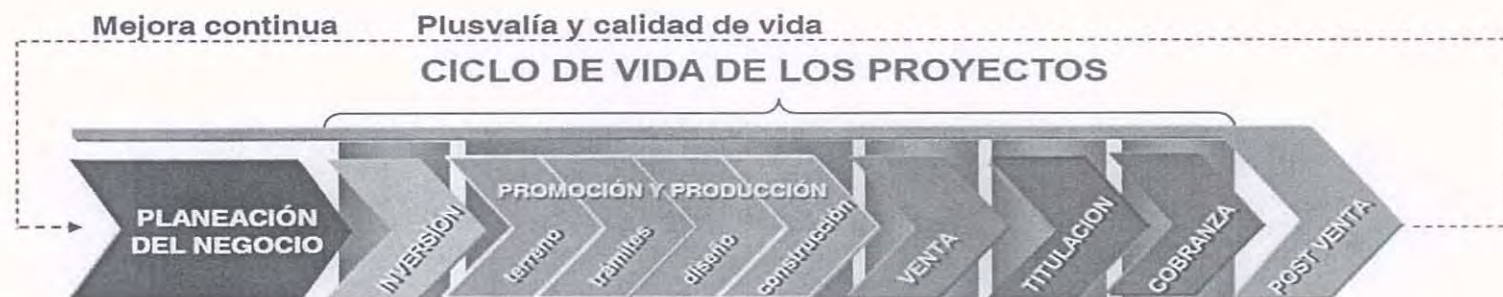 Mejora continua Plusvalía y calidad de vida
CICLO DE VIDA DE LOS PROYECTOS
PLANEACIÓN
DEL NEGOCIO
INVERSIÓN
PROMOCIÓN Y PRODUCCIÓN
terreno
trámites
diseño
construcción
VENTA
TITULACION
COBRANZA
POST VENTA